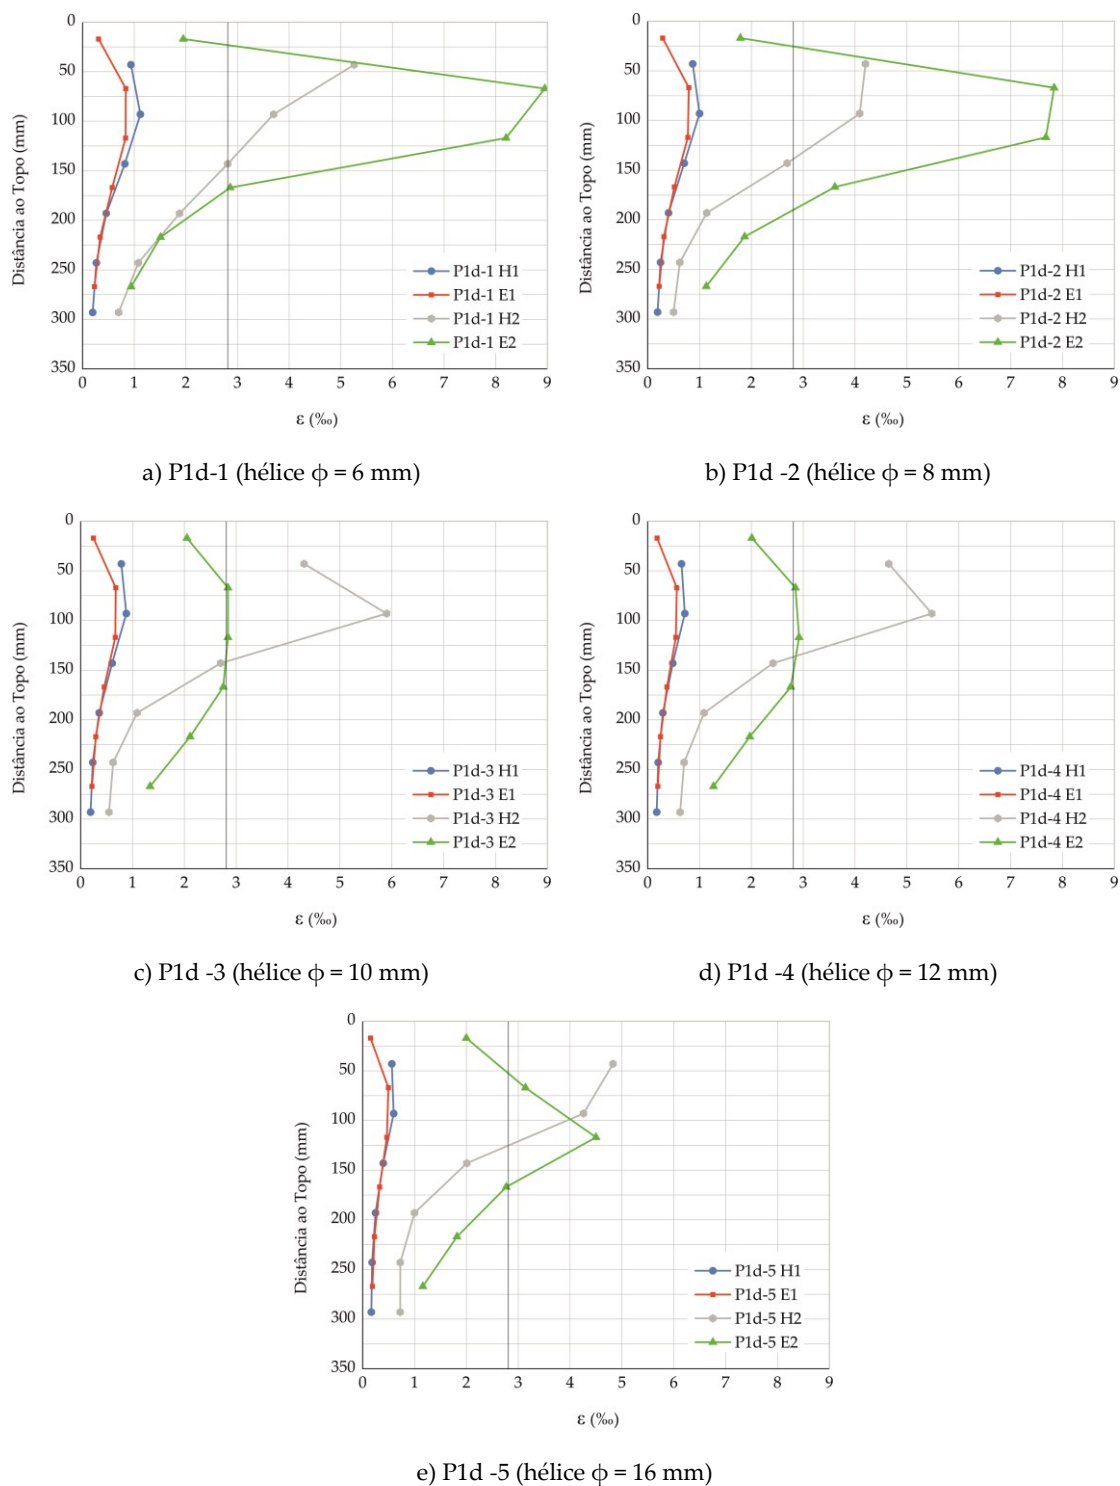 0
50
100
150
200
250
300
350
Distância ao Topo (mm)
P1d-1 H1
P1d-1 E1
P1d-1 H2
P1d-1 E2
0 1 2 3 4 5 6 7 8 9
ε (‰)
a) P1d-1 (hélice ϕ = 6 mm)
0
50
100
150
200
250
300
350
Distância ao Topo (mm)
P1d-2 H1
P1d-2 E1
P1d-2 H2
P1d-2 E2
0 1 2 3 4 5 6 7 8 9
ε (‰)
b) P1d -2 (hélice ϕ = 8 mm)
0
50
100
150
200
250
300
350
Distância ao Topo (mm)
P1d-3 H1
P1d-3 E1
P1d-3 H2
P1d-3 E2
0 1 2 3 4 5 6 7 8 9
ε (‰)
c) P1d -3 (hélice ϕ = 10 mm)
0
50
100
150
200
250
300
350
Distância ao Topo (mm)
P1d-4 H1
P1d-4 E1
P1d-4 H2
P1d-4 E2
0 1 2 3 4 5 6 7 8 9
ε (‰)
d) P1d -4 (hélice ϕ = 12 mm)
0
50
100
150
200
250
300
350
Distância ao Topo (mm)
P1d-5 H1
P1d-5 E1
P1d-5 H2
P1d-5 E2
0 1 2 3 4 5 6 7 8 9
ε (‰)
e) P1d -5 (hélice ϕ = 16 mm)